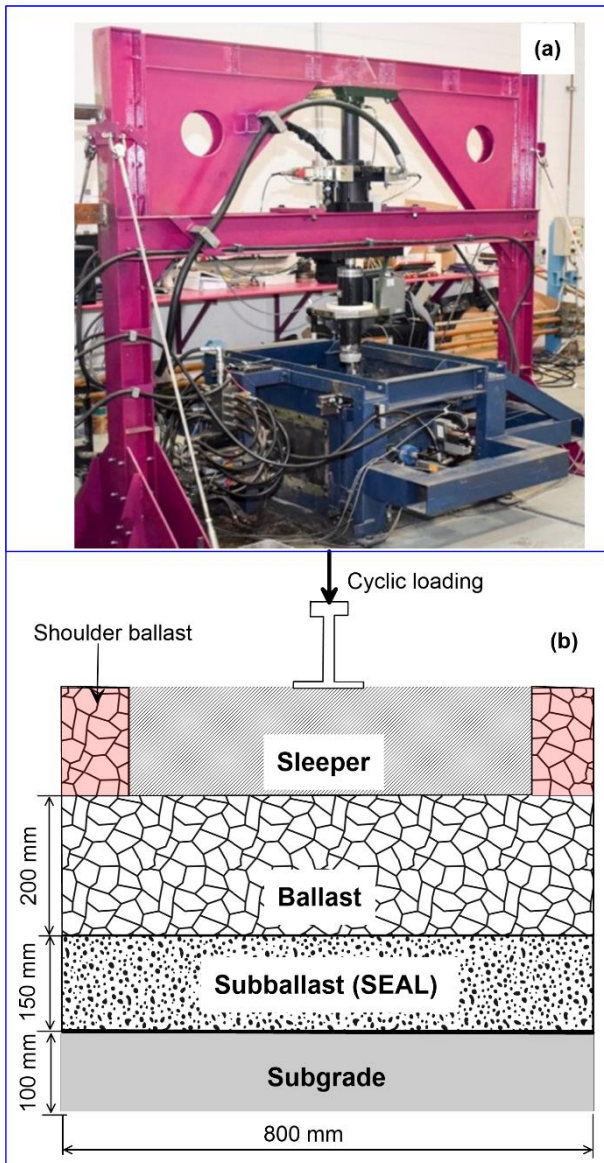 (a)
Cyclic loading
Shoulder ballast
(b)
Sleeper
200 mm
Ballast
150 mm
Subballast (SEAL)
100 mm
Subgrade
800 mm